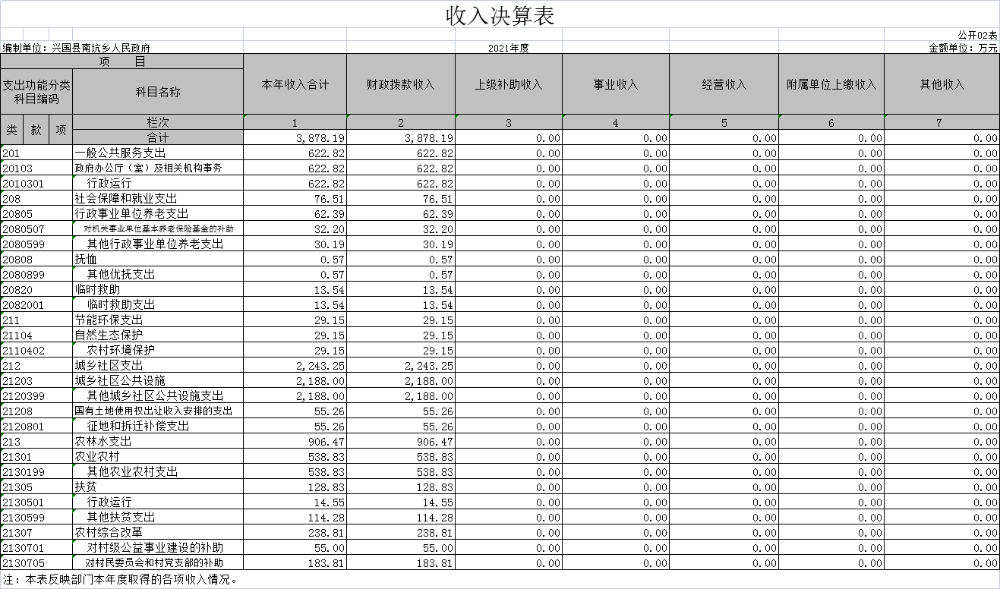 收入决算表
公开02表
编制单位：兴国县南坑乡人民政府 2021年度 金额单位：万元
项 目 本年收入合计 财政拨款收入 上级补助收入 事业收入 经营收入 附属单位上缴收入 其他收入
支出功能分类科目编码 科目名称
类 款 项 栏次 1 2 3 4 5 6 7
合计 3,878.19 3,878.19 0.00 0.00 0.00 0.00 0.00
201 一般公共服务支出 622.82 622.82 0.00 0.00 0.00 0.00 0.00
20103 政府办公厅（室）及相关机构事务 622.82 622.82 0.00 0.00 0.00 0.00 0.00
2010301 行政运行 622.82 622.82 0.00 0.00 0.00 0.00 0.00
208 社会保障和就业支出 76.51 76.51 0.00 0.00 0.00 0.00 0.00
20805 行政事业单位养老支出 62.39 62.39 0.00 0.00 0.00 0.00 0.00
2080507 对机关事业单位基本养老保险基金的补助 32.20 32.20 0.00 0.00 0.00 0.00 0.00
2080599 其他行政事业单位养老支出 30.19 30.19 0.00 0.00 0.00 0.00 0.00
20808 抚恤 0.57 0.57 0.00 0.00 0.00 0.00 0.00
2080899 其他优抚支出 0.57 0.57 0.00 0.00 0.00 0.00 0.00
20820 临时救助 13.54 13.54 0.00 0.00 0.00 0.00 0.00
2082001 临时救助支出 13.54 13.54 0.00 0.00 0.00 0.00 0.00
211 节能环保支出 29.15 29.15 0.00 0.00 0.00 0.00 0.00
21104 自然生态保护 29.15 29.15 0.00 0.00 0.00 0.00 0.00
2110402 农村环境保护 29.15 29.15 0.00 0.00 0.00 0.00 0.00
212 城乡社区支出 2,243.25 2,243.25 0.00 0.00 0.00 0.00 0.00
21203 城乡社区公共设施 2,188.00 2,188.00 0.00 0.00 0.00 0.00 0.00
2120399 其他城乡社区公共设施支出 2,188.00 2,188.00 0.00 0.00 0.00 0.00 0.00
21208 国有土地使用权出让收入安排的支出 55.26 55.26 0.00 0.00 0.00 0.00 0.00
2120801 征地和拆迁补偿支出 55.26 55.26 0.00 0.00 0.00 0.00 0.00
213 农林水支出 906.47 906.47 0.00 0.00 0.00 0.00 0.00
21301 农业农村 538.83 538.83 0.00 0.00 0.00 0.00 0.00
2130199 其他农业农村支出 538.83 538.83 0.00 0.00 0.00 0.00 0.00
21305 扶贫 128.83 128.83 0.00 0.00 0.00 0.00 0.00
2130501 行政运行 14.55 14.55 0.00 0.00 0.00 0.00 0.00
2130599 其他扶贫支出 114.28 114.28 0.00 0.00 0.00 0.00 0.00
21307 农村综合改革 238.81 238.81 0.00 0.00 0.00 0.00 0.00
2130701 对村级公益事业建设的补助 55.00 55.00 0.00 0.00 0.00 0.00 0.00
2130705 对村民委员会和村党支部的补助 183.81 183.81 0.00 0.00 0.00 0.00 0.00
注：本表反映部门本年度取得的各项收入情况。